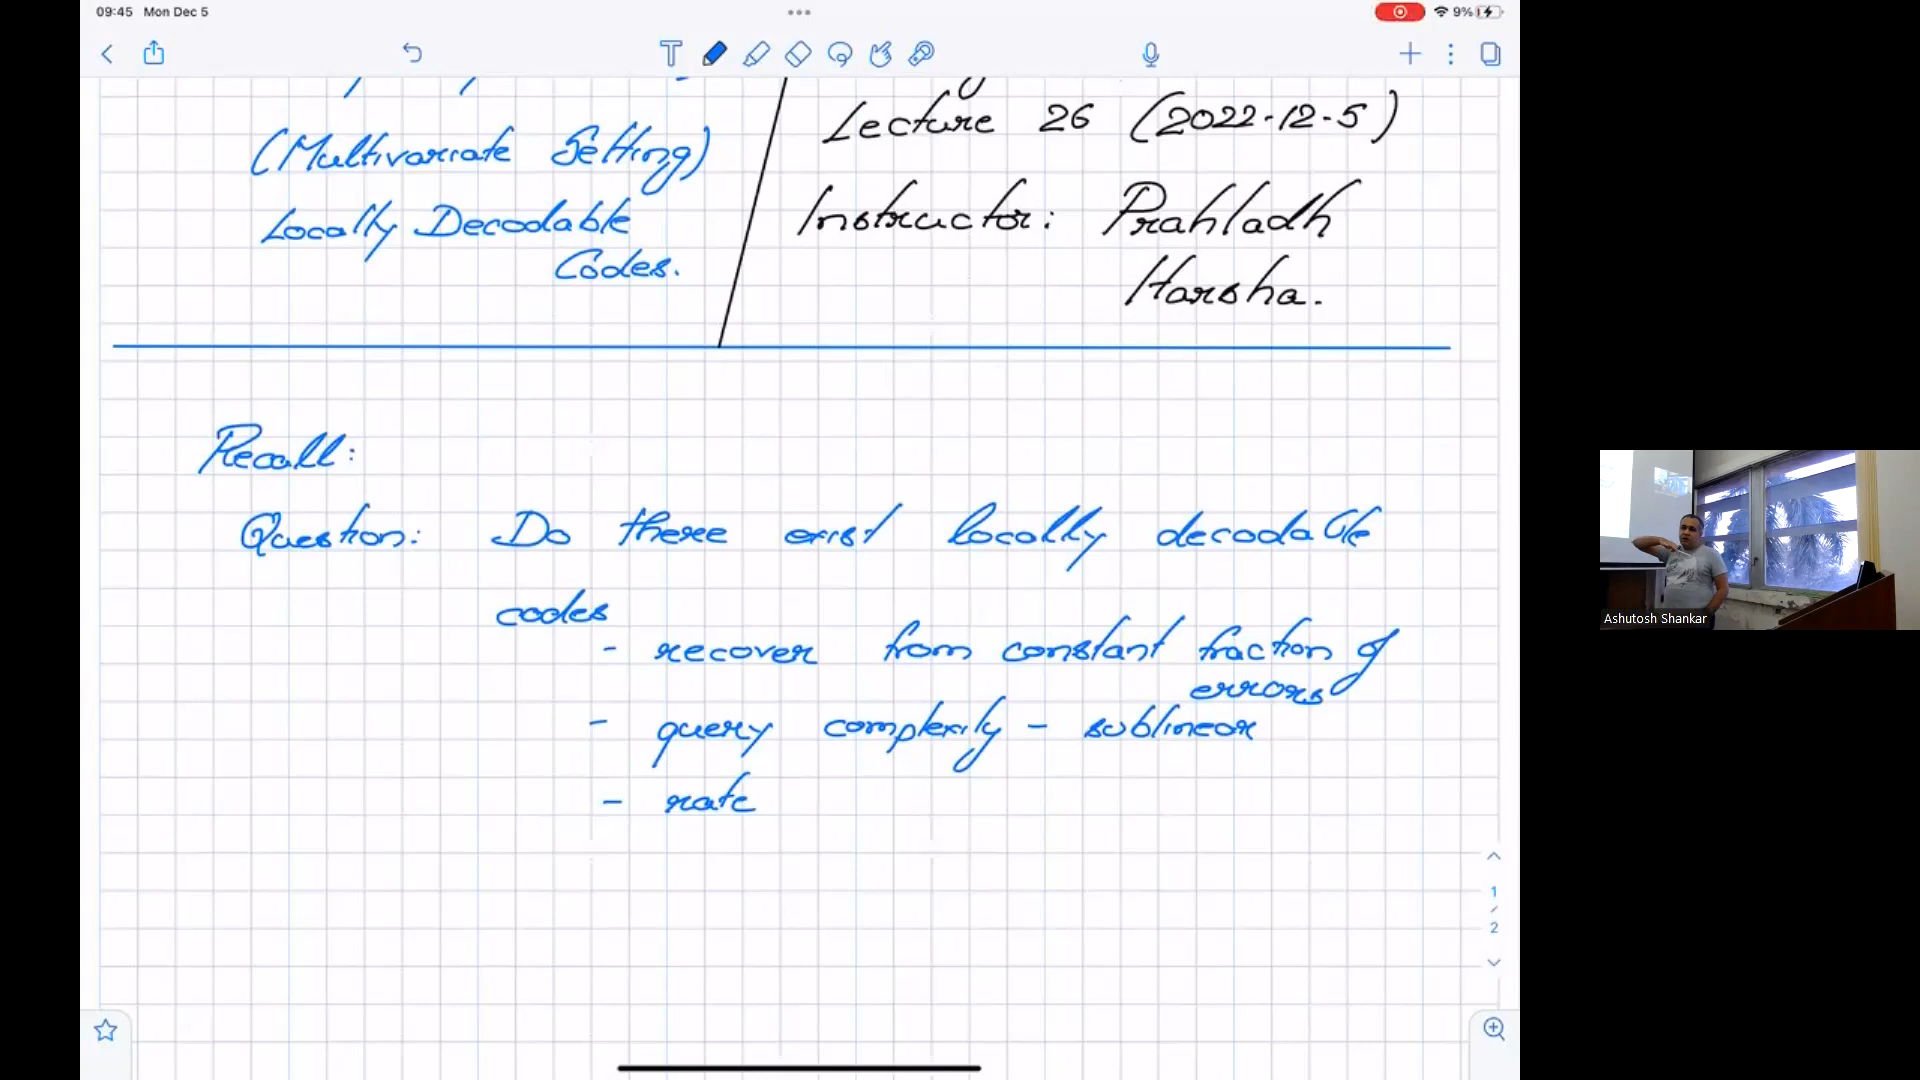 09:45 Mon Dec 5
9%
(Multivariate Setting)
Locally Decodable
Codes.
Lecture 26 (2022-12-5)
Instructor: Prahladh
Harsha.
Recall:
Question: Do there exist locally decodable
codes
- recover from constant fraction of
errors
- query complexity - sublinear
- rate
1
2
Ashutosh Shankar